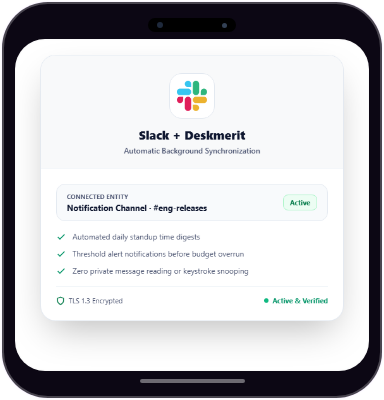 Slack + Deskmerit
Automatic Background Synchronization
CONNECTED ENTITY
Notification Channel · #eng-releases
Active
Automated daily standup time digests
Threshold alert notifications before budget overrun
Zero private message reading or keystroke snooping
TLS 1.3 Encrypted
Active & Verified